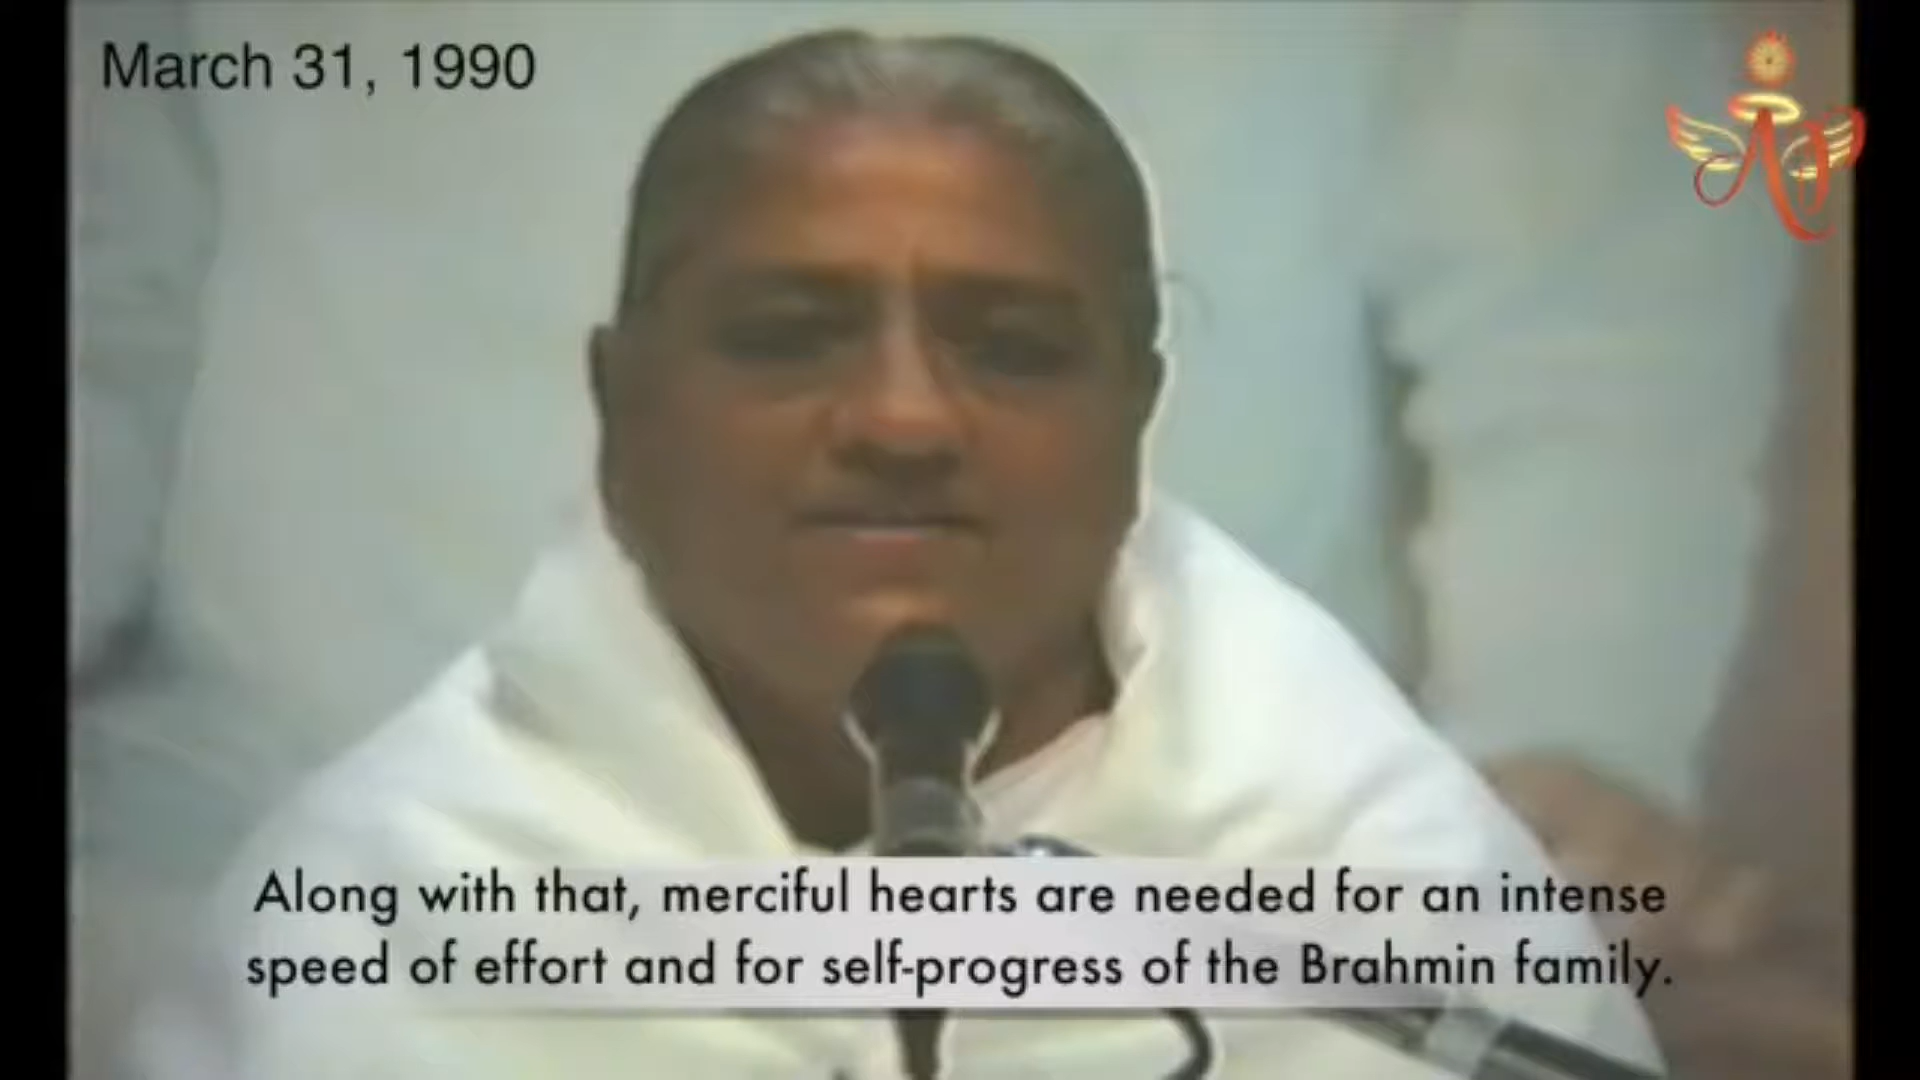 March 31, 1990
Along with that, merciful hearts are needed for an intense
speed of effort and for self-progress of the Brahmin family.